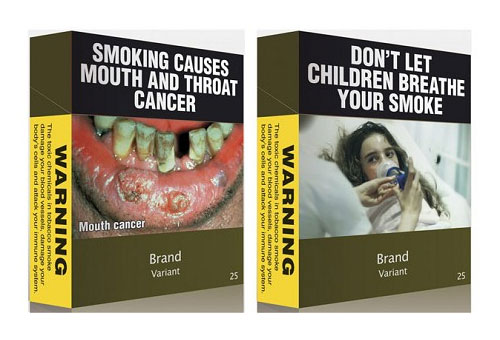 SMOKING CAUSES
MOUTH AND THROAT
CANCER
Mouth cancer
Brand
Variant
25
WARNING
The toxic chemicals in tobacco smoke
damage your blood vessels, damage your
body's cells and attack your immune system.
DON'T LET
CHILDREN BREATHE
YOUR SMOKE
Brand
Variant
25
WARNING
The toxic chemicals in tobacco smoke
damage your blood vessels, damage your
body's cells and attack your immune system.